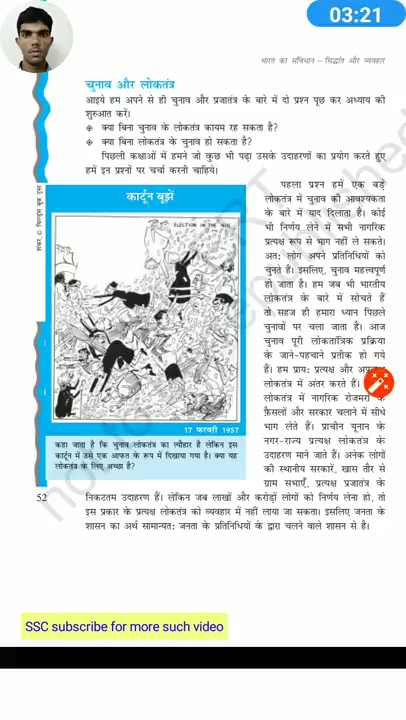 03:21
भारत का संविधान – सिद्धांत और व्यवहार
चुनाव और लोकतंत्र
आइये हम अपने से ही चुनाव और प्रजातंत्र के बारे में दो प्रश्न पूछ कर अध्याय की
शुरुआत करें।
❖ क्या बिना चुनाव के लोकतंत्र कायम रह सकता है?
❖ क्या बिना लोकतंत्र के चुनाव हो सकता है?
पिछली कक्षाओं में हमने जो कुछ भी पढ़ा उसके उदाहरणों का प्रयोग करते हुए
हमें इन प्रश्नों पर चर्चा करनी चाहिये।
कार्टून बूझें
ELECTION IN THE AIR
17 फरवरी 1957
कहा जाता है कि चुनाव लोकतंत्र का त्यौहार है लेकिन इस
कार्टून में उसे एक आफत के रूप में दिखाया गया है। क्या यह
लोकतंत्र के लिए अच्छा है?
पहला प्रश्न हमें एक बड़े
लोकतंत्र में चुनाव की आवश्यकता
के बारे में याद दिलाता है। कोई
भी निर्णय लेने में सभी नागरिक
प्रत्यक्ष रूप से भाग नहीं ले सकते।
अत: लोग अपने प्रतिनिधियों को
चुनते हैं। इसलिए, चुनाव महत्त्वपूर्ण
हो जाता है। हम जब भी भारतीय
लोकतंत्र के बारे में सोचते हैं
तो सहज ही हमारा ध्यान पिछले
चुनावों पर चला जाता है। आज
चुनाव पूरी लोकतांत्रिक प्रक्रिया
के जाने-पहचाने प्रतीक हो गये
हैं। हम प्राय: प्रत्यक्ष और
लोकतंत्र में अंतर करते हैं।
लोकतंत्र में नागरिक रोजमर्रा के
फ़ैसलों और सरकार चलाने में सीधे
भाग लेते हैं। प्राचीन यूनान के
नगर-राज्य प्रत्यक्ष लोकतंत्र के
उदाहरण माने जाते हैं। अनेक लोगों
की स्थानीय सरकारें, खास तौर से
ग्राम सभाएँ, प्रत्यक्ष प्रजातंत्र के
52
निकटतम उदाहरण हैं। लेकिन जब लाखों और करोड़ों लोगों को निर्णय लेना हो, तो
इस प्रकार के प्रत्यक्ष लोकतंत्र को व्यवहार में नहीं लाया जा सकता। इसलिए जनता के
शासन का अर्थ सामान्यत: जनता के प्रतिनिधियों के द्वारा चलने वाले शासन से है।
SSC subscribe for more such video